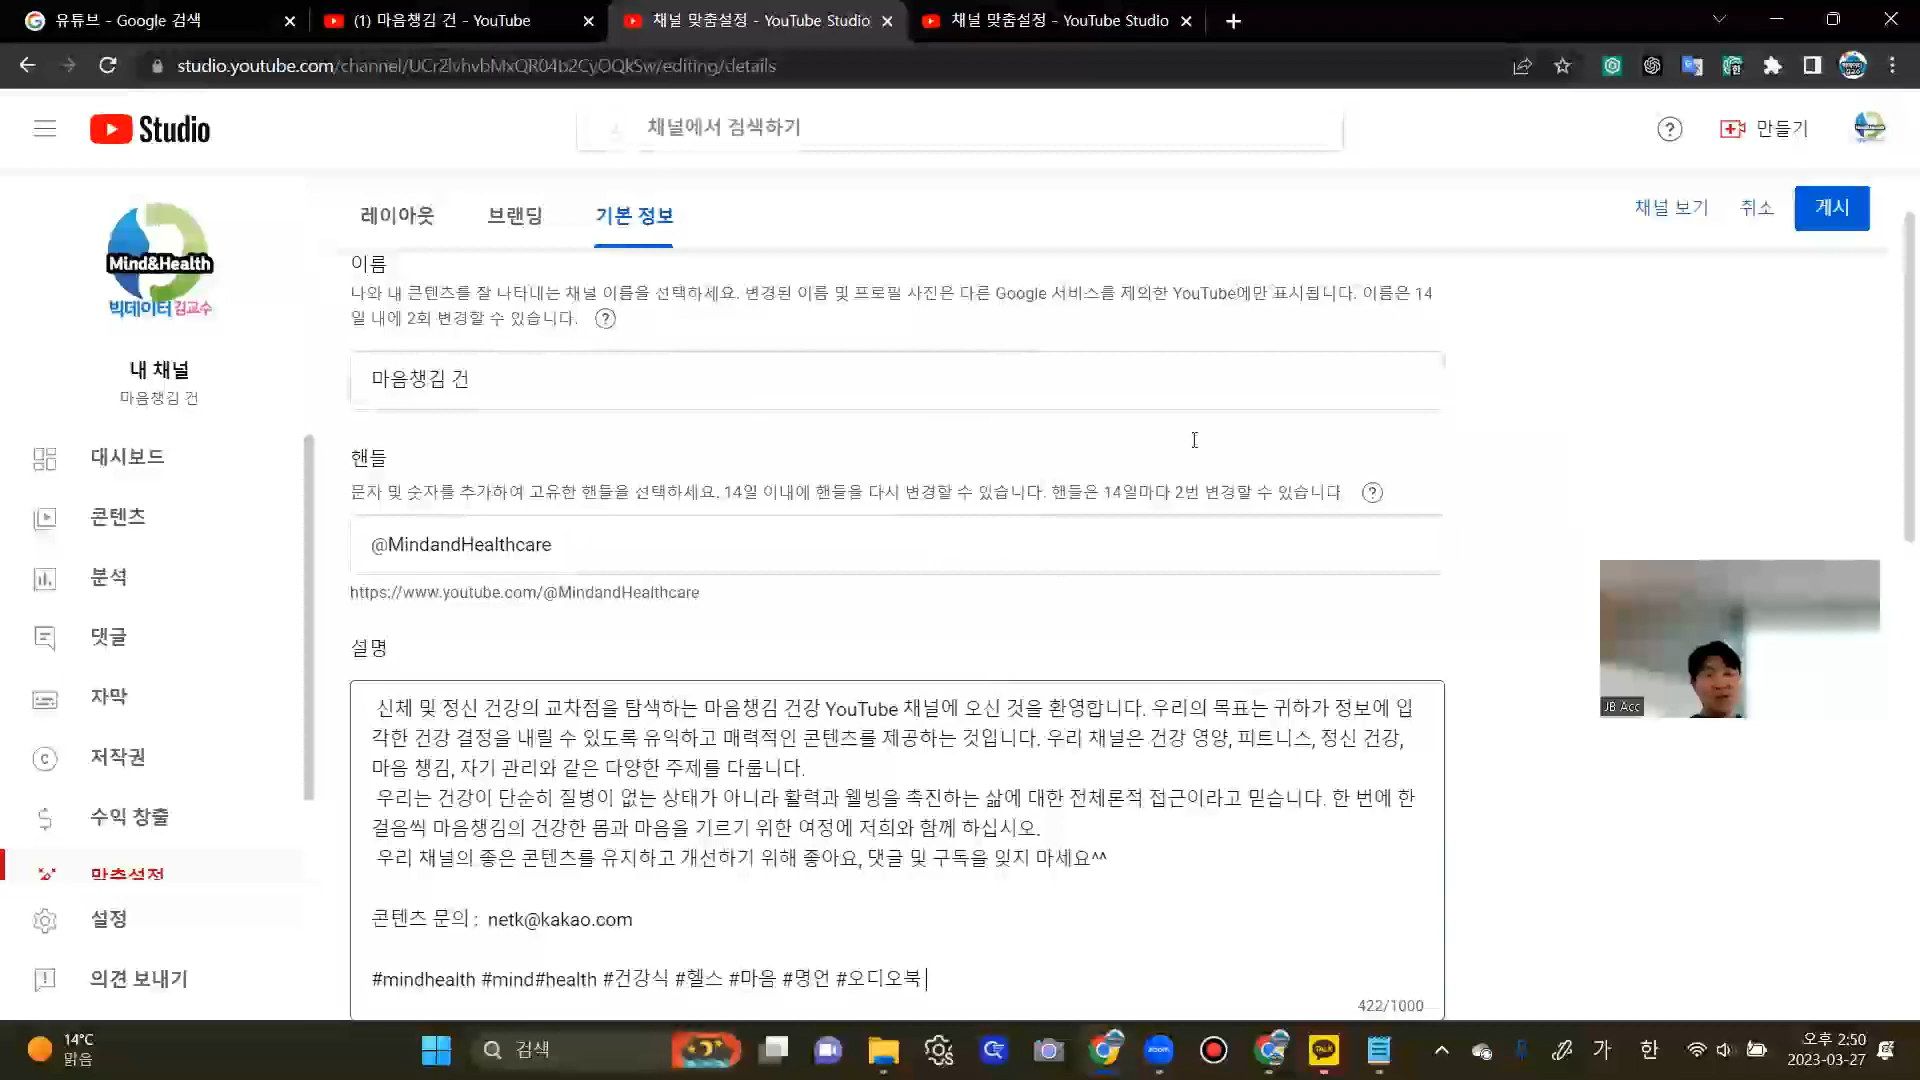 유튜브 - Google 검색
(1) 마음챙김 건 - YouTube
채널 맞춤설정 - YouTube Studio
채널 맞춤설정 - YouTube Studio
studio.youtube.com/channel/UCrZlvhvbMxQR04b2CyOQkSw/editing/details
Studio
채널에서 검색하기
만들기
레이아웃
브랜딩
기본 정보
채널 보기
취소
게시
Mind&Health
빅데이터 김교수
내 채널
마음챙김 건
대시보드
콘텐츠
분석
댓글
자막
저작권
수익 창출
맞춤설정
설정
의견 보내기
이름
나와 내 콘텐츠를 잘 나타내는 채널 이름을 선택하세요. 변경된 이름 및 프로필 사진은 다른 Google 서비스를 제외한 YouTube에만 표시됩니다. 이름은 14
일 내에 2회 변경할 수 있습니다.
마음챙김 건
핸들
문자 및 숫자를 추가하여 고유한 핸들을 선택하세요. 14일 이내에 핸들을 다시 변경할 수 있습니다. 핸들은 14일마다 2번 변경할 수 있습니다
@MindandHealthcare
https://www.youtube.com/@MindandHealthcare
설명
신체 및 정신 건강의 교차점을 탐색하는 마음챙김 건강 YouTube 채널에 오신 것을 환영합니다. 우리의 목표는 귀하가 정보에 입
각한 건강 결정을 내릴 수 있도록 유익하고 매력적인 콘텐츠를 제공하는 것입니다. 우리 채널은 건강 영양, 피트니스, 정신 건강,
마음 챙김, 자기 관리와 같은 다양한 주제를 다룹니다.
우리는 건강이 단순히 질병이 없는 상태가 아니라 활력과 웰빙을 촉진하는 삶에 대한 전체론적 접근이라고 믿습니다. 한 번에 한
걸음씩 마음챙김의 건강한 몸과 마음을 기르기 위한 여정에 저희와 함께 하십시오.
우리 채널의 좋은 콘텐츠를 유지하고 개선하기 위해 좋아요, 댓글 및 구독을 잊지 마세요^^
콘텐츠 문의 : netk@kakao.com
#mindhealth #mind#health #건강식 #헬스 #마음 #명언 #오디오북
422/1000
JB Acc
14°C
맑음
검색
zoom
TALK
가
한
오후 2:50
2023-03-27